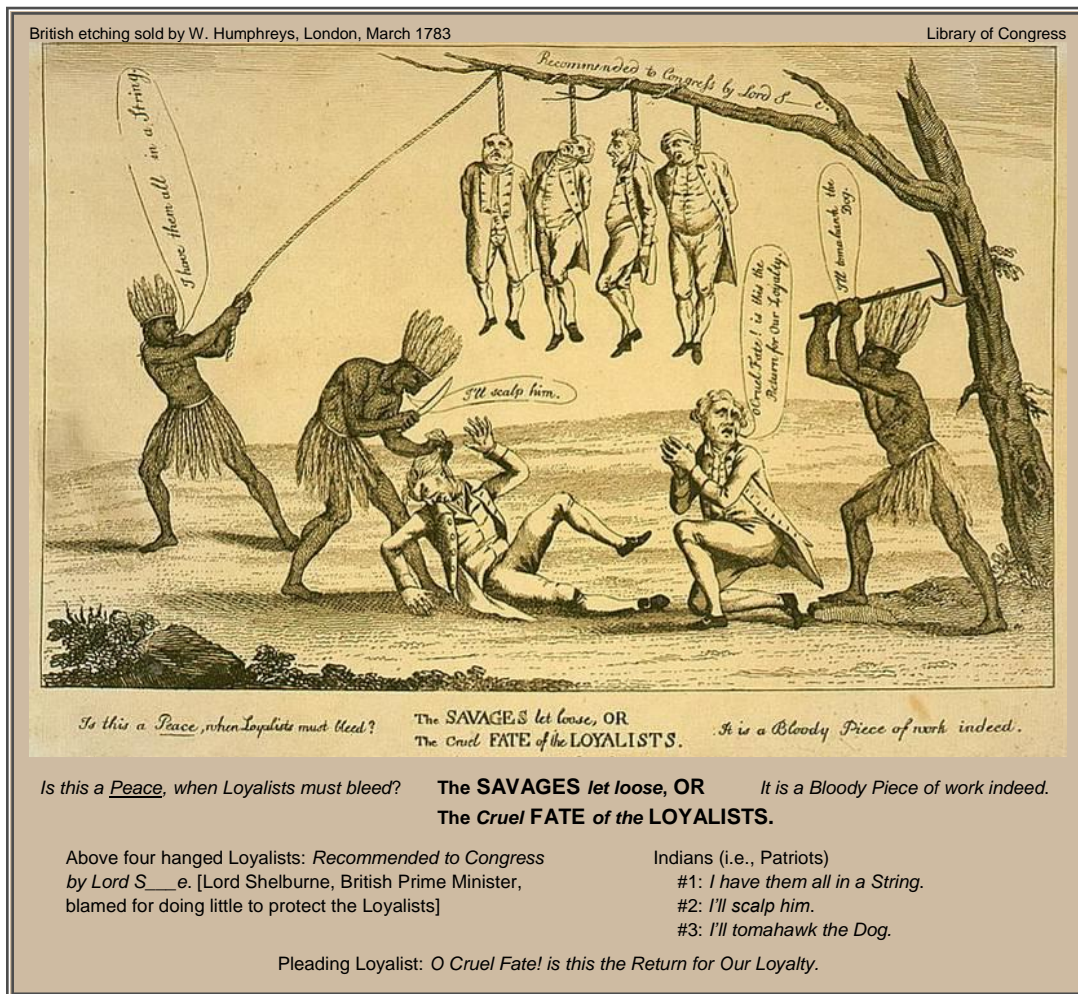 British etching sold by W. Humphreys, London, March 1783
Library of Congress
Recommended to Congress by Lord S__e.
I have them all in a String,
I'll tomahawk the
Dog.
O Cruel Fate! is this the
Return for Our Loyalty.
I'll scalp him.
Is this a Peace, when Loyalists must bleed?
The SAVAGES let loose, OR
The Cruel FATE of the LOYALISTS.
It is a Bloody Piece of work indeed.
Is this a Peace, when Loyalists must bleed?
The SAVAGES let loose, OR
The Cruel FATE of the LOYALISTS.
It is a Bloody Piece of work indeed.
Above four hanged Loyalists: Recommended to Congress
by Lord S___e. [Lord Shelburne, British Prime Minister,
blamed for doing little to protect the Loyalists]
Indians (i.e., Patriots)
#1: I have them all in a String.
#2: I'll scalp him.
#3: I'll tomahawk the Dog.
Pleading Loyalist: O Cruel Fate! is this the Return for Our Loyalty.